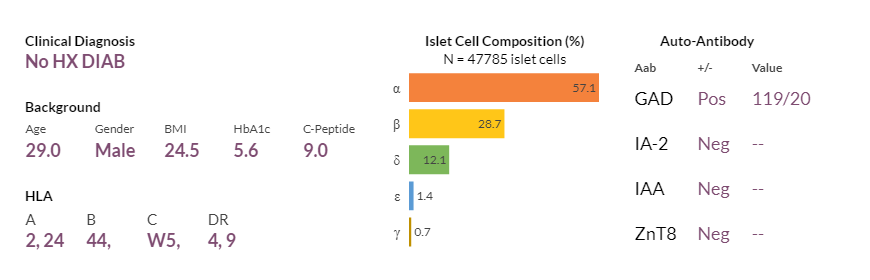 Clinical Diagnosis
No HX DIAB
Background
Age Gender BMI HbA1c C-Peptide
29.0 Male 24.5 5.6 9.0
HLA
A B C DR
2, 24 44, W5, 4, 9
Islet Cell Composition (%)
N = 47785 islet cells
α 57.1
β 28.7
δ 12.1
ε 1.4
γ 0.7
Auto-Antibody
Aab +/- Value
GAD Pos 119/20
IA-2 Neg --
IAA Neg --
ZnT8 Neg --